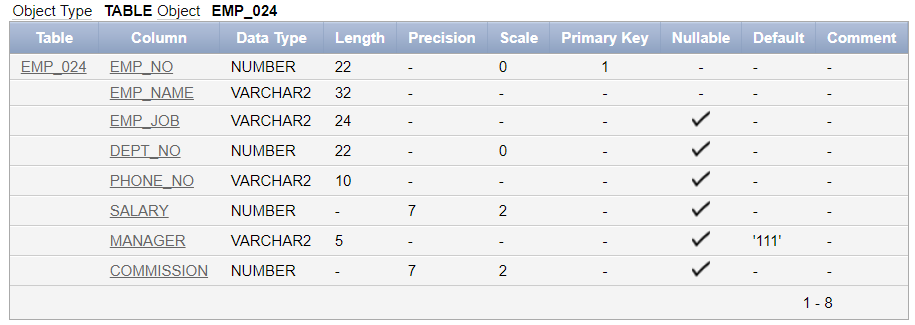 Object Type TABLE Object EMP_024
Table Column Data Type Length Precision Scale Primary Key Nullable Default Comment
EMP_024 EMP_NO NUMBER 22 - 0 1 - - -
EMP_NAME VARCHAR2 32 - - - - - -
EMP_JOB VARCHAR2 24 - - - ✓ - -
DEPT_NO NUMBER 22 - 0 - ✓ - -
PHONE_NO VARCHAR2 10 - - - ✓ - -
SALARY NUMBER - 7 2 - ✓ - -
MANAGER VARCHAR2 5 - - - ✓ '111' -
COMMISSION NUMBER - 7 2 - ✓ - -
1 - 8